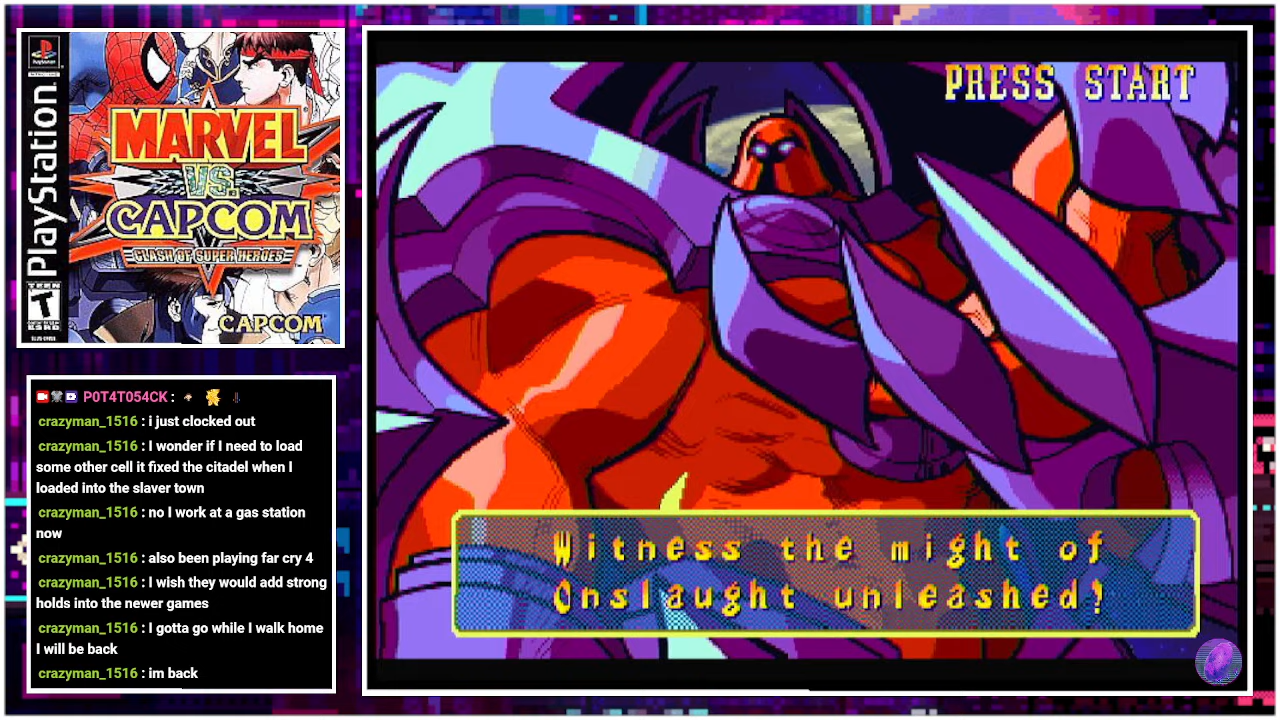 PlayStation
MARVEL
VS.
CAPCOM
CLASH OF SUPER HEROES
TEEN
T
ESRB
CAPCOM
PRESS START
Witness the might of
Onslaught unleashed!
P0T4T054CK :
crazyman_1516 : i just clocked out
crazyman_1516 : I wonder if I need to load
some other cell it fixed the citadel when I
loaded into the slaver town
crazyman_1516 : no I work at a gas station
now
crazyman_1516 : also been playing far cry 4
crazyman_1516 : I wish they would add strong
holds into the newer games
crazyman_1516 : I gotta go while I walk home
I will be back
crazyman_1516 : im back